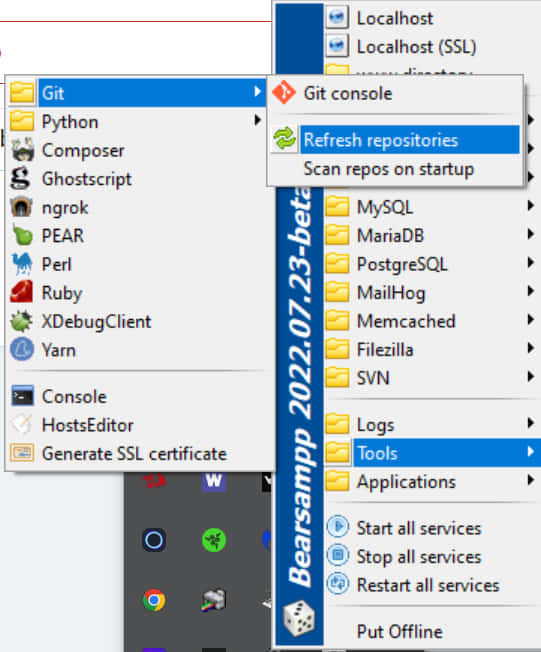 Localhost
Localhost (SSL)
Git
Python
Composer
Ghostscript
ngrok
PEAR
Perl
Ruby
XDebugClient
Yarn
Console
HostsEditor
Generate SSL certificate
Git console
Refresh repositories
Scan repos on startup
MySQL
MariaDB
PostgreSQL
MailHog
Memcached
Filezilla
SVN
Logs
Tools
Applications
Start all services
Stop all services
Restart all services
Put Offline
Bearsampp 2022.07.23-beta
W